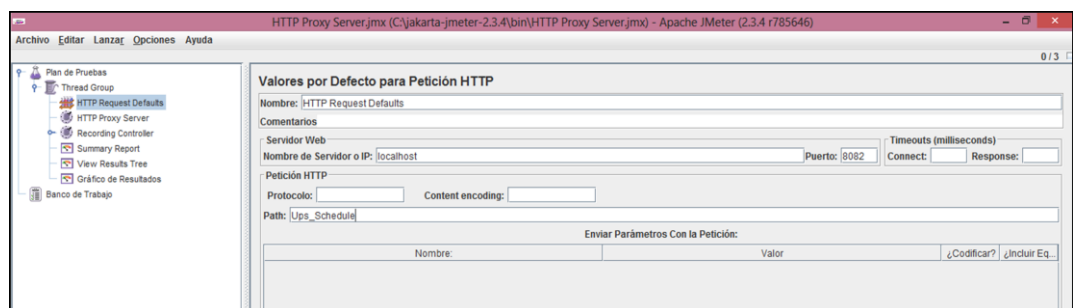 HTTP Proxy Server.jmx (C:\jakarta-jmeter-2.3.4\bin\HTTP Proxy Server.jmx) - Apache JMeter (2.3.4 r785646)
Archivo Editar Lanzar Opciones Ayuda
0 / 3
Plan de Pruebas
Thread Group
HTTP Request Defaults
HTTP Proxy Server
Recording Controller
Summary Report
View Results Tree
Gráfico de Resultados
Banco de Trabajo
Valores por Defecto para Petición HTTP
Nombre: HTTP Request Defaults
Comentarios
Servidor Web
Nombre de Servidor o IP: localhost
Puerto: 8082
Timeouts (milliseconds)
Connect: Response:
Petición HTTP
Protocolo: Content encoding:
Path: Ups_Schedule
Enviar Parámetros Con la Petición:
Nombre: Valor ¿Codificar? ¿Incluir Eq...